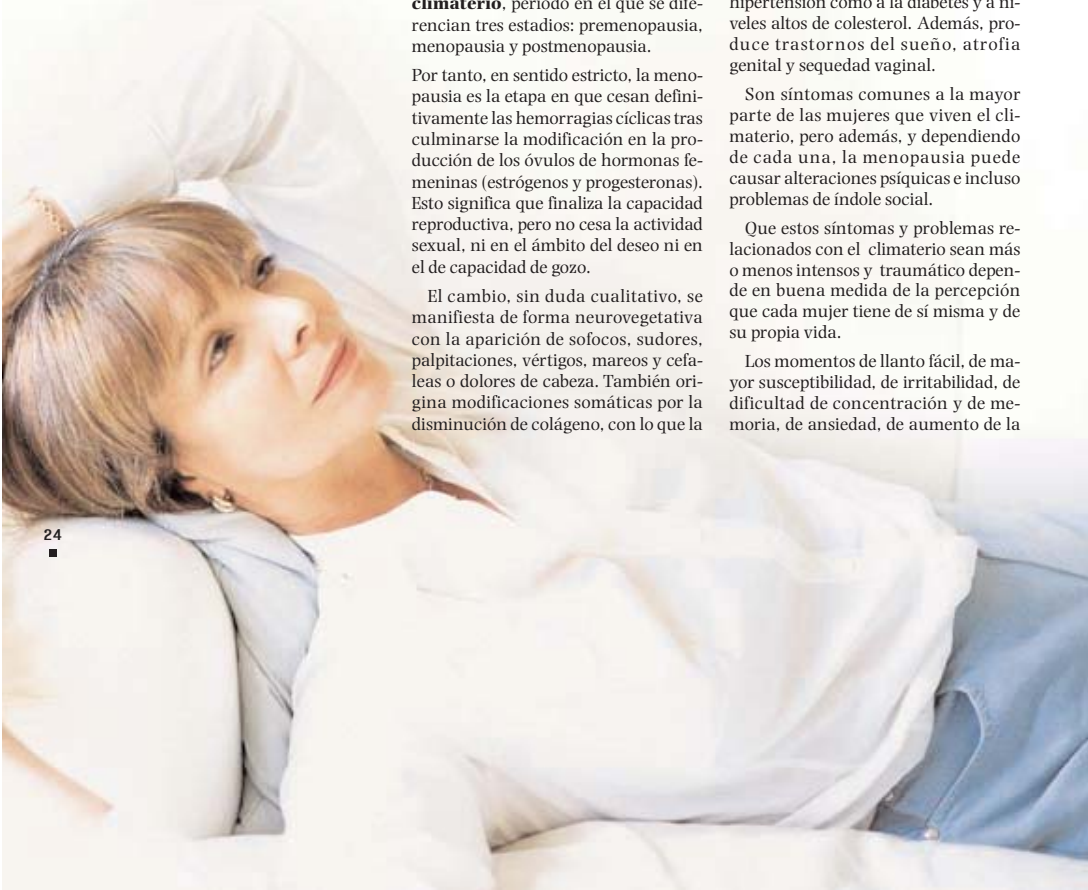 climaterio, período en el que se dife-
rencian tres estadios: premenopausia,
menopausia y postmenopausia.
Por tanto, en sentido estricto, la meno-
pausia es la etapa en que cesan defini-
tivamente las hemorragias cíclicas tras
culminarse la modificación en la pro-
ducción de los óvulos de hormonas fe-
meninas (estrógenos y progesteronas).
Esto significa que finaliza la capacidad
reproductiva, pero no cesa la actividad
sexual, ni en el ámbito del deseo ni en
el de capacidad de gozo.
El cambio, sin duda cualitativo, se
manifiesta de forma neurovegetativa
con la aparición de sofocos, sudores,
palpitaciones, vértigos, mareos y cefa-
leas o dolores de cabeza. También ori-
gina modificaciones somáticas por la
disminución de colágeno, con lo que la
hipertensión como a la diabetes y a ni-
veles altos de colesterol. Además, pro-
duce trastornos del sueño, atrofia
genital y sequedad vaginal.
Son síntomas comunes a la mayor
parte de las mujeres que viven el cli-
materio, pero además, y dependiendo
de cada una, la menopausia puede
causar alteraciones psíquicas e incluso
problemas de índole social.
Que estos síntomas y problemas re-
lacionados con el climaterio sean más
o menos intensos y traumático depen-
de en buena medida de la percepción
que cada mujer tiene de sí misma y de
su propia vida.
Los momentos de llanto fácil, de ma-
yor susceptibilidad, de irritabilidad, de
dificultad de concentración y de me-
moria, de ansiedad, de aumento de la
24